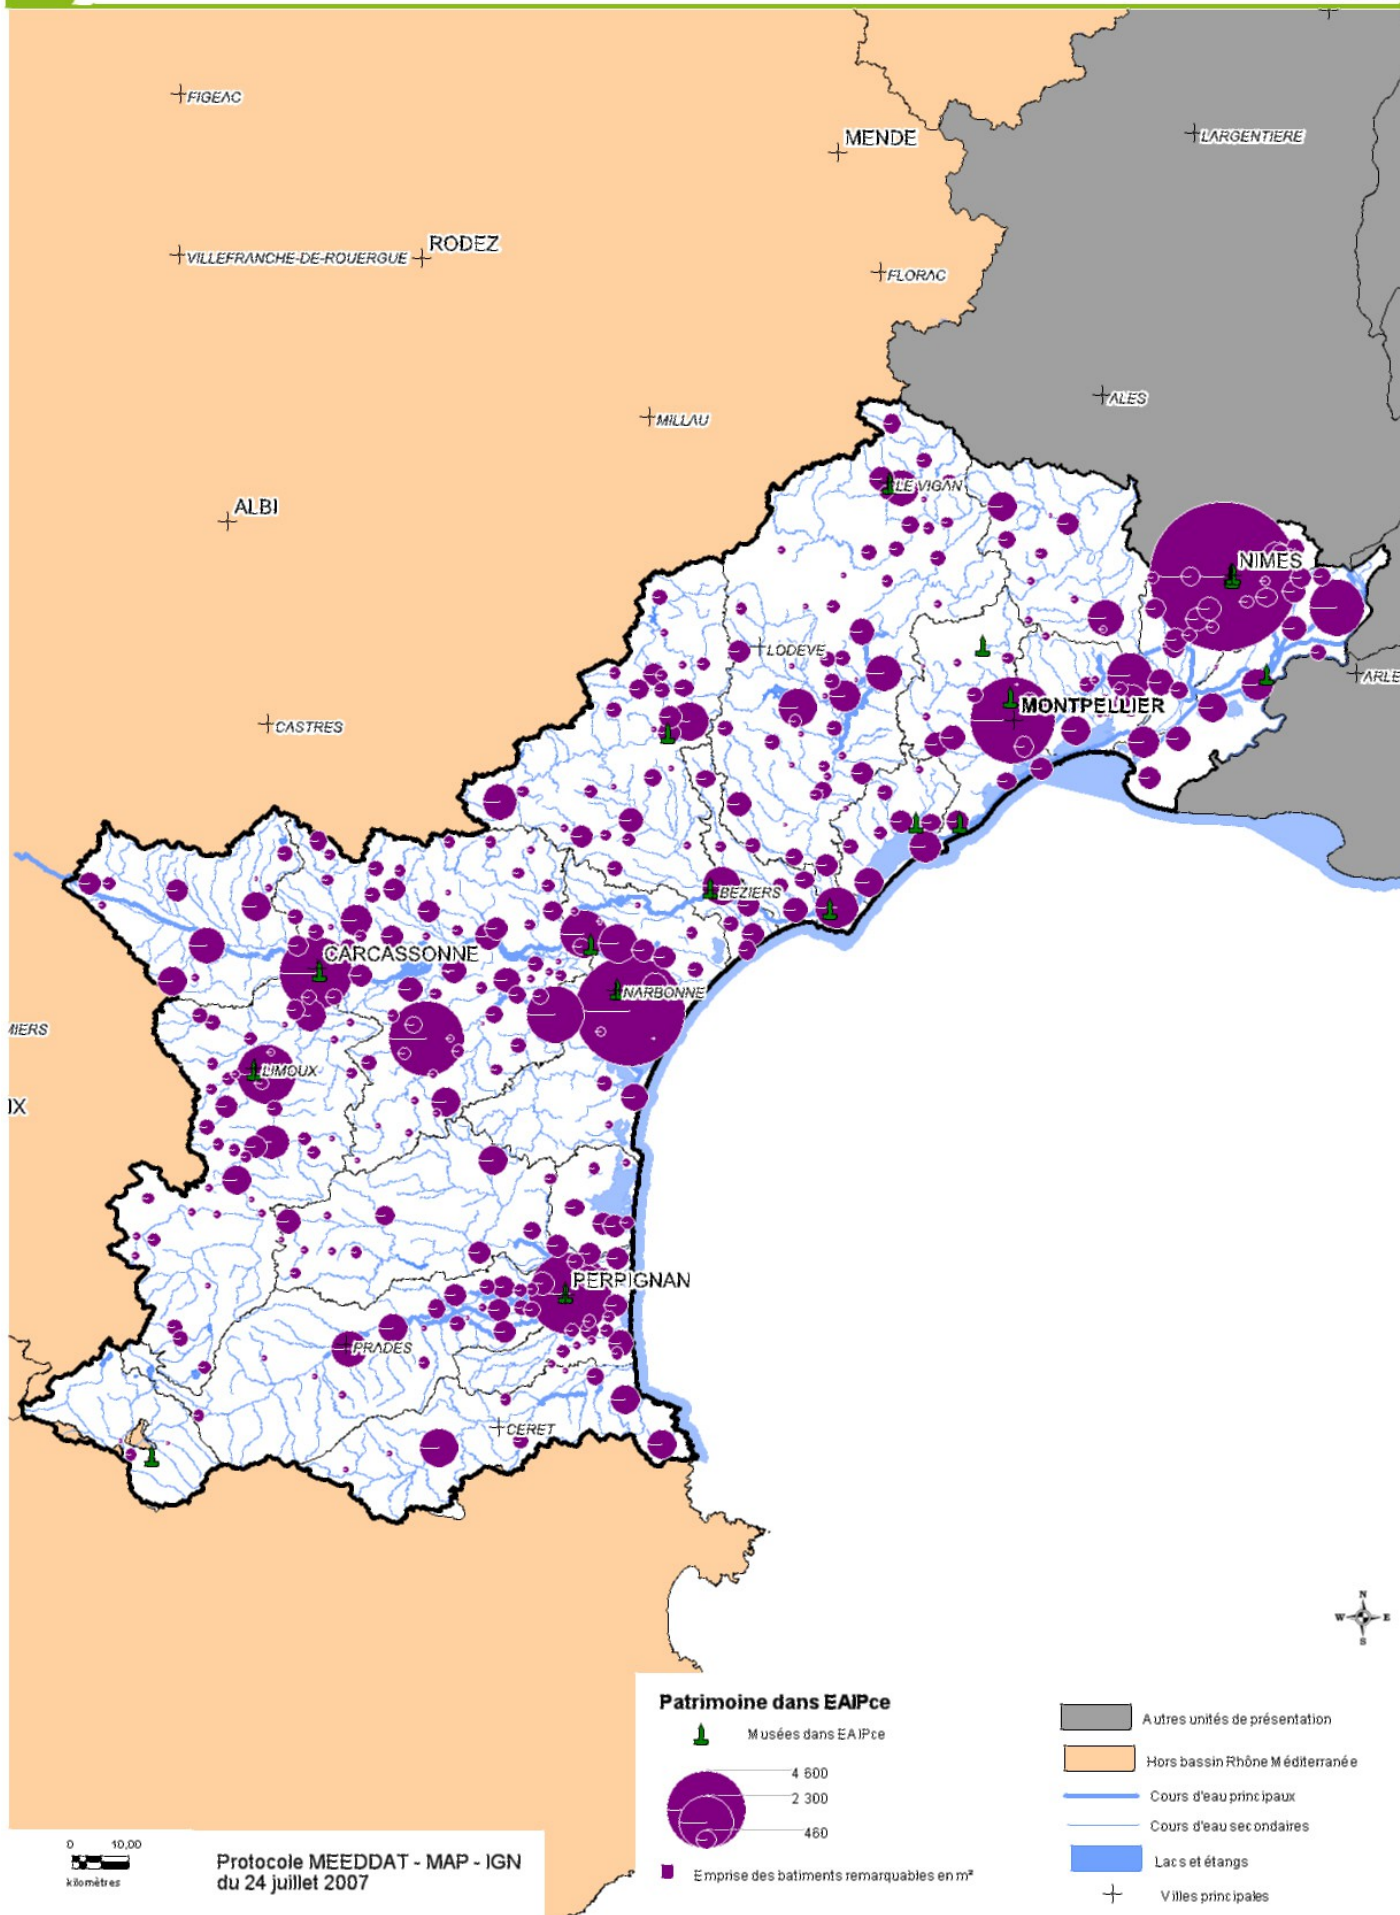 FIGEAC
MENDE
LARGENTIERE
RODEZ
VILLEFRANCHE-DE-ROUERGUE
FLORAC
ALES
MILLAU
LE VIGAN
ALBI
NIMES
LODEVE
ARLE
MONTPELLIER
CASTRES
BEZIERS
CARCASSONNE
NARBONNE
MIERS
LIMOUX
IX
PERPIGNAN
PRADES
CERET
N
W E
S
Patrimoine dans EAIPce
Musées dans EAIPce
4 600
2 300
460
Emprise des batiments remarquables en m²
Autres unités de présentation
Hors bassin Rhône Méditerranée
Cours d'eau principaux
Cours d'eau secondaires
Lacs et étangs
Villes principales
0 10,00
kilomètres
Protocole MEEDDAT - MAP - IGN
du 24 juillet 2007